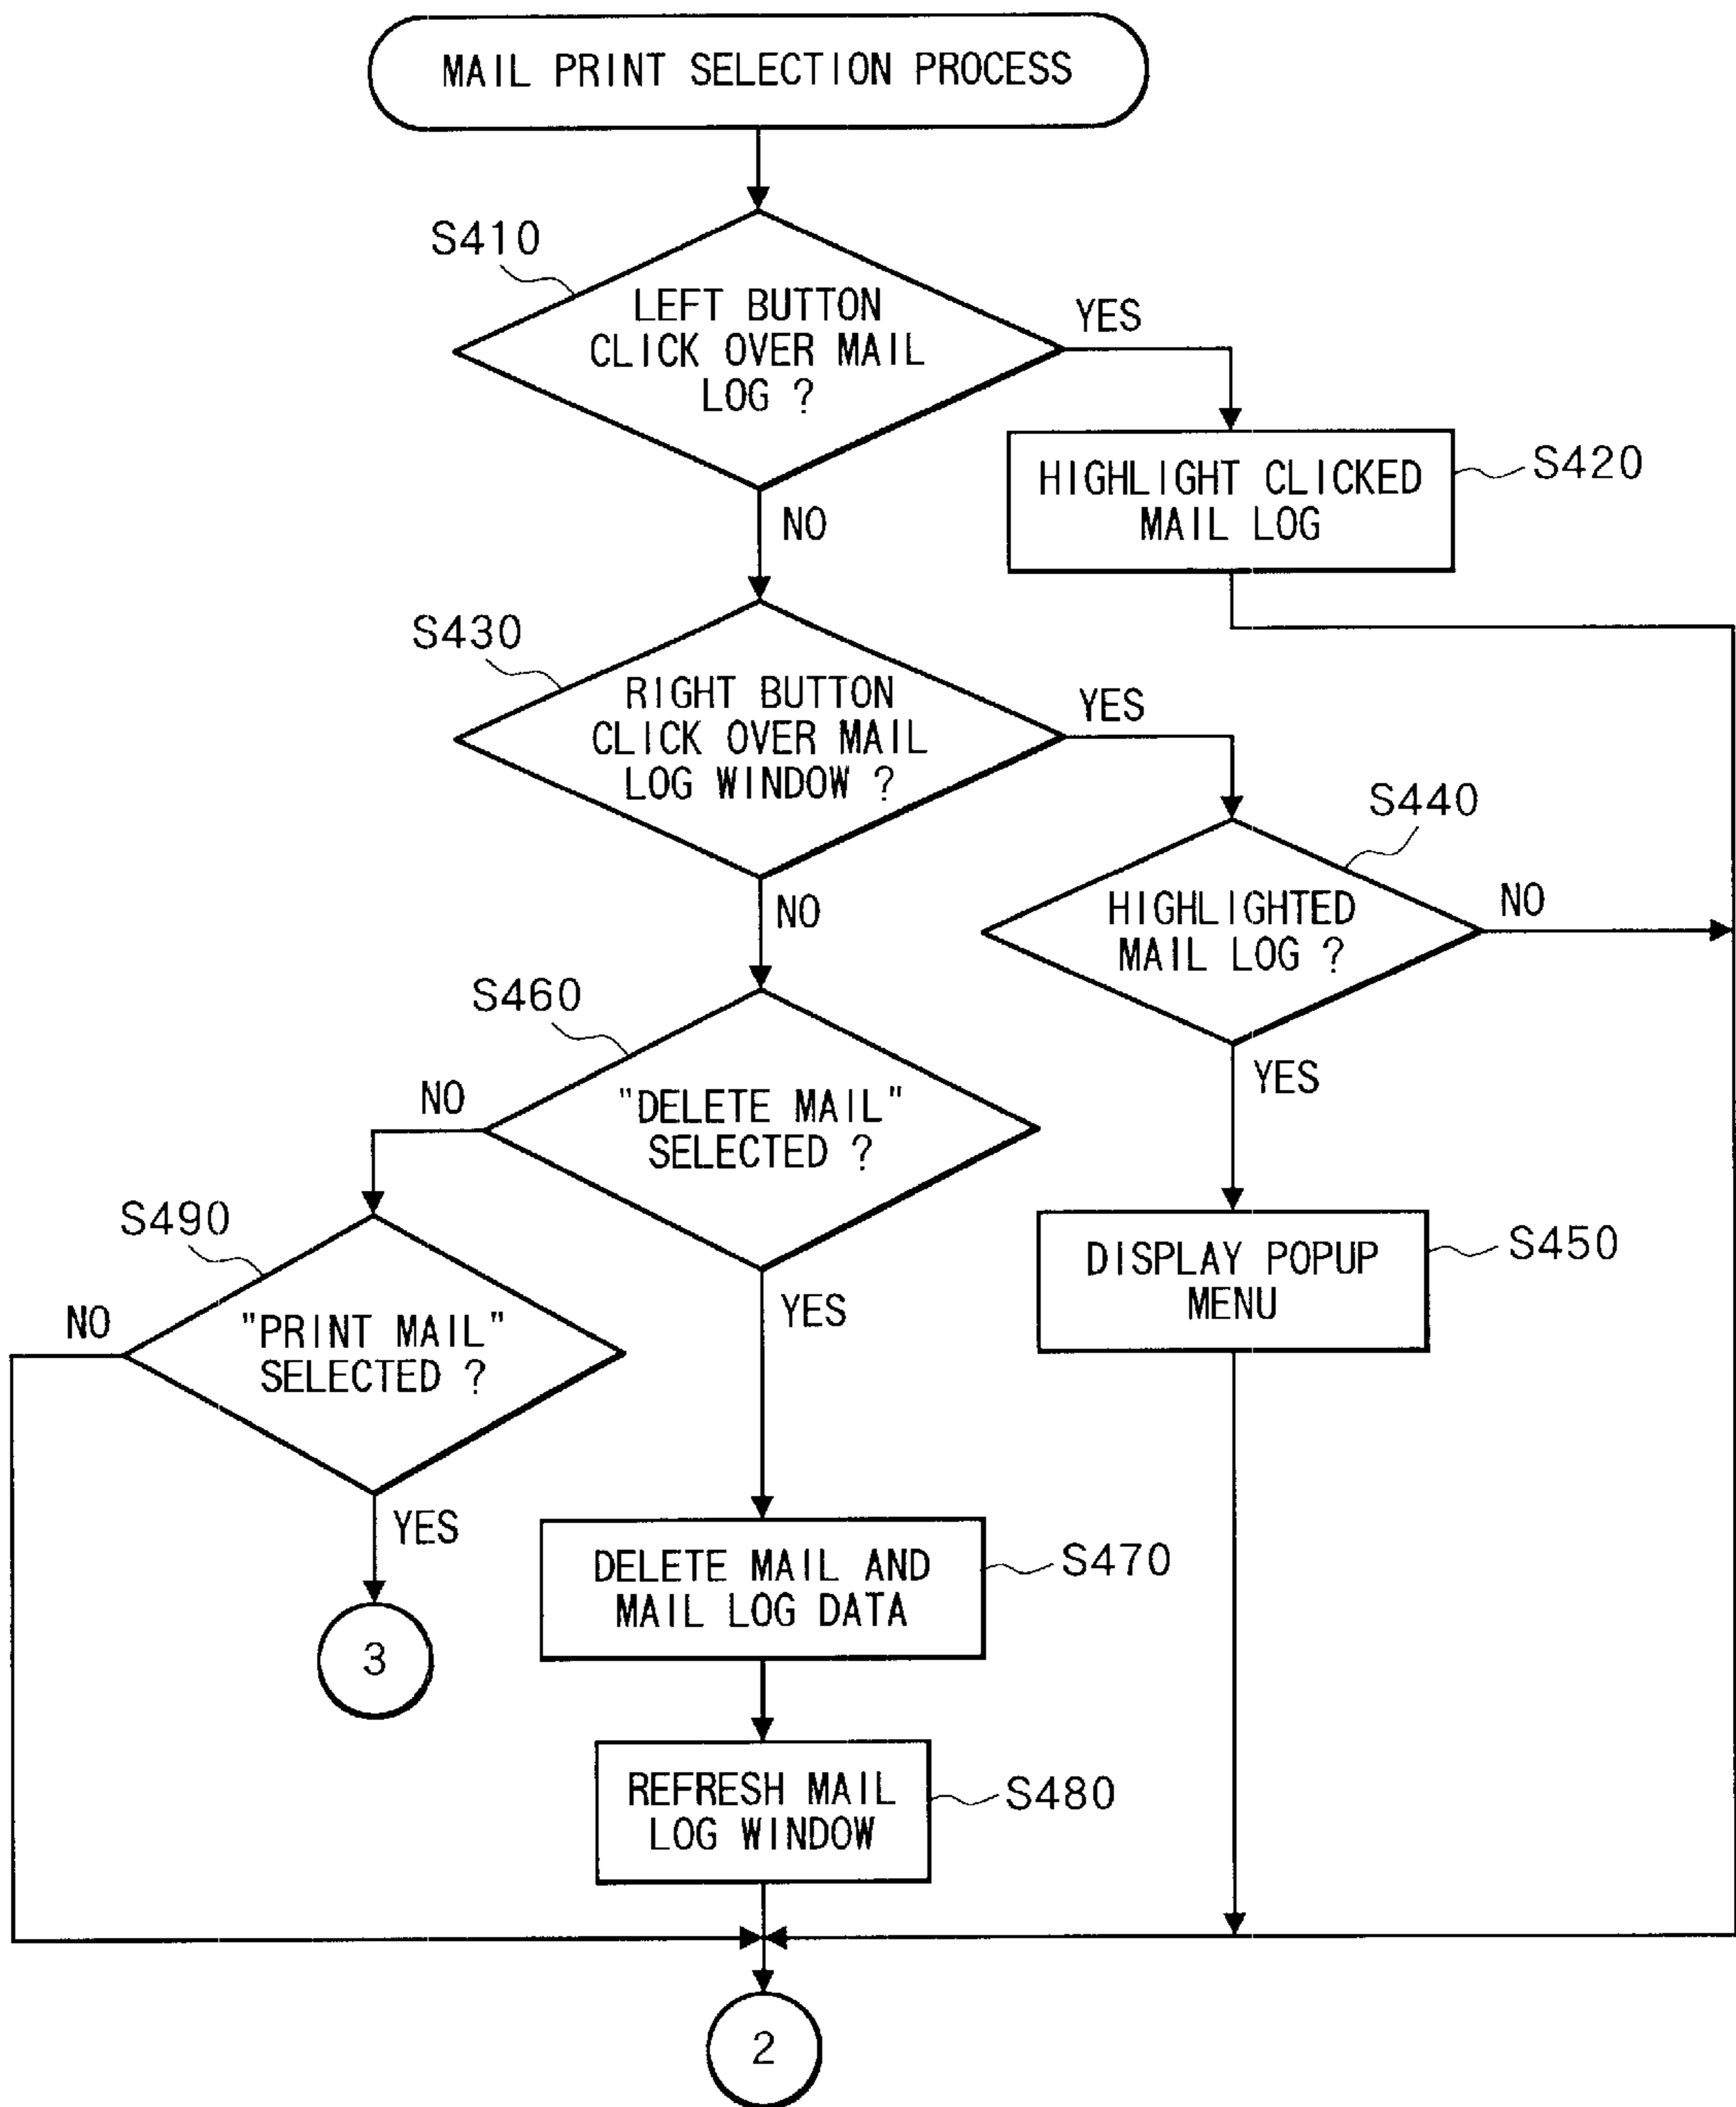 MAIL PRINT SELECTION PROCESS
S410
LEFT BUTTON
CLICK OVER MAIL
LOG ?
YES
NO
HIGHLIGHT CLICKED
MAIL LOG
S420
S430
RIGHT BUTTON
CLICK OVER MAIL
LOG WINDOW ?
YES
NO
S440
HIGHLIGHTED
MAIL LOG ?
NO
YES
S460
"DELETE MAIL"
SELECTED ?
NO
YES
DISPLAY POPUP
MENU
S450
S490
"PRINT MAIL"
SELECTED ?
NO
YES
3
DELETE MAIL AND
MAIL LOG DATA
S470
REFRESH MAIL
LOG WINDOW
S480
2